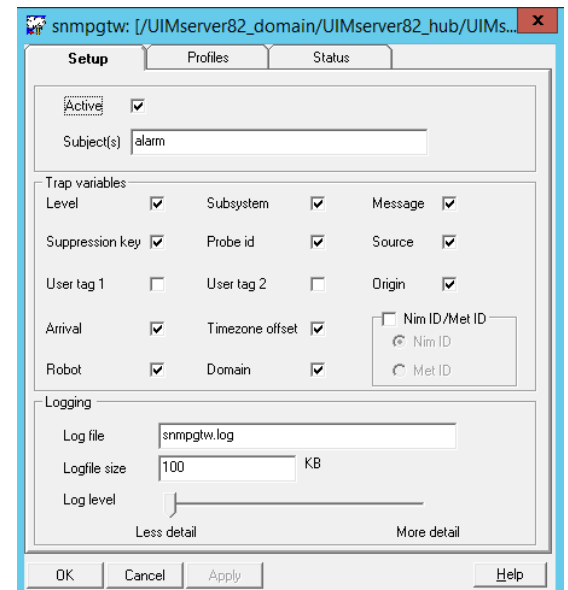 snmpgtw: [/UIMserver82_domain/UIMserver82_hub/UIMs... x
Setup Profiles Status
Active
Subject(s) alarm
Trap variables
Level Subsystem Message
Suppression key Probe id Source
User tag 1 User tag 2 Origin
Nim ID/Met ID
Arrival Timezone offset
Nim ID
Robot Domain Met ID
Logging
Log file snmpgtw.log
Logfile size 100 KB
Log level
Less detail More detail
OK Cancel Apply Help